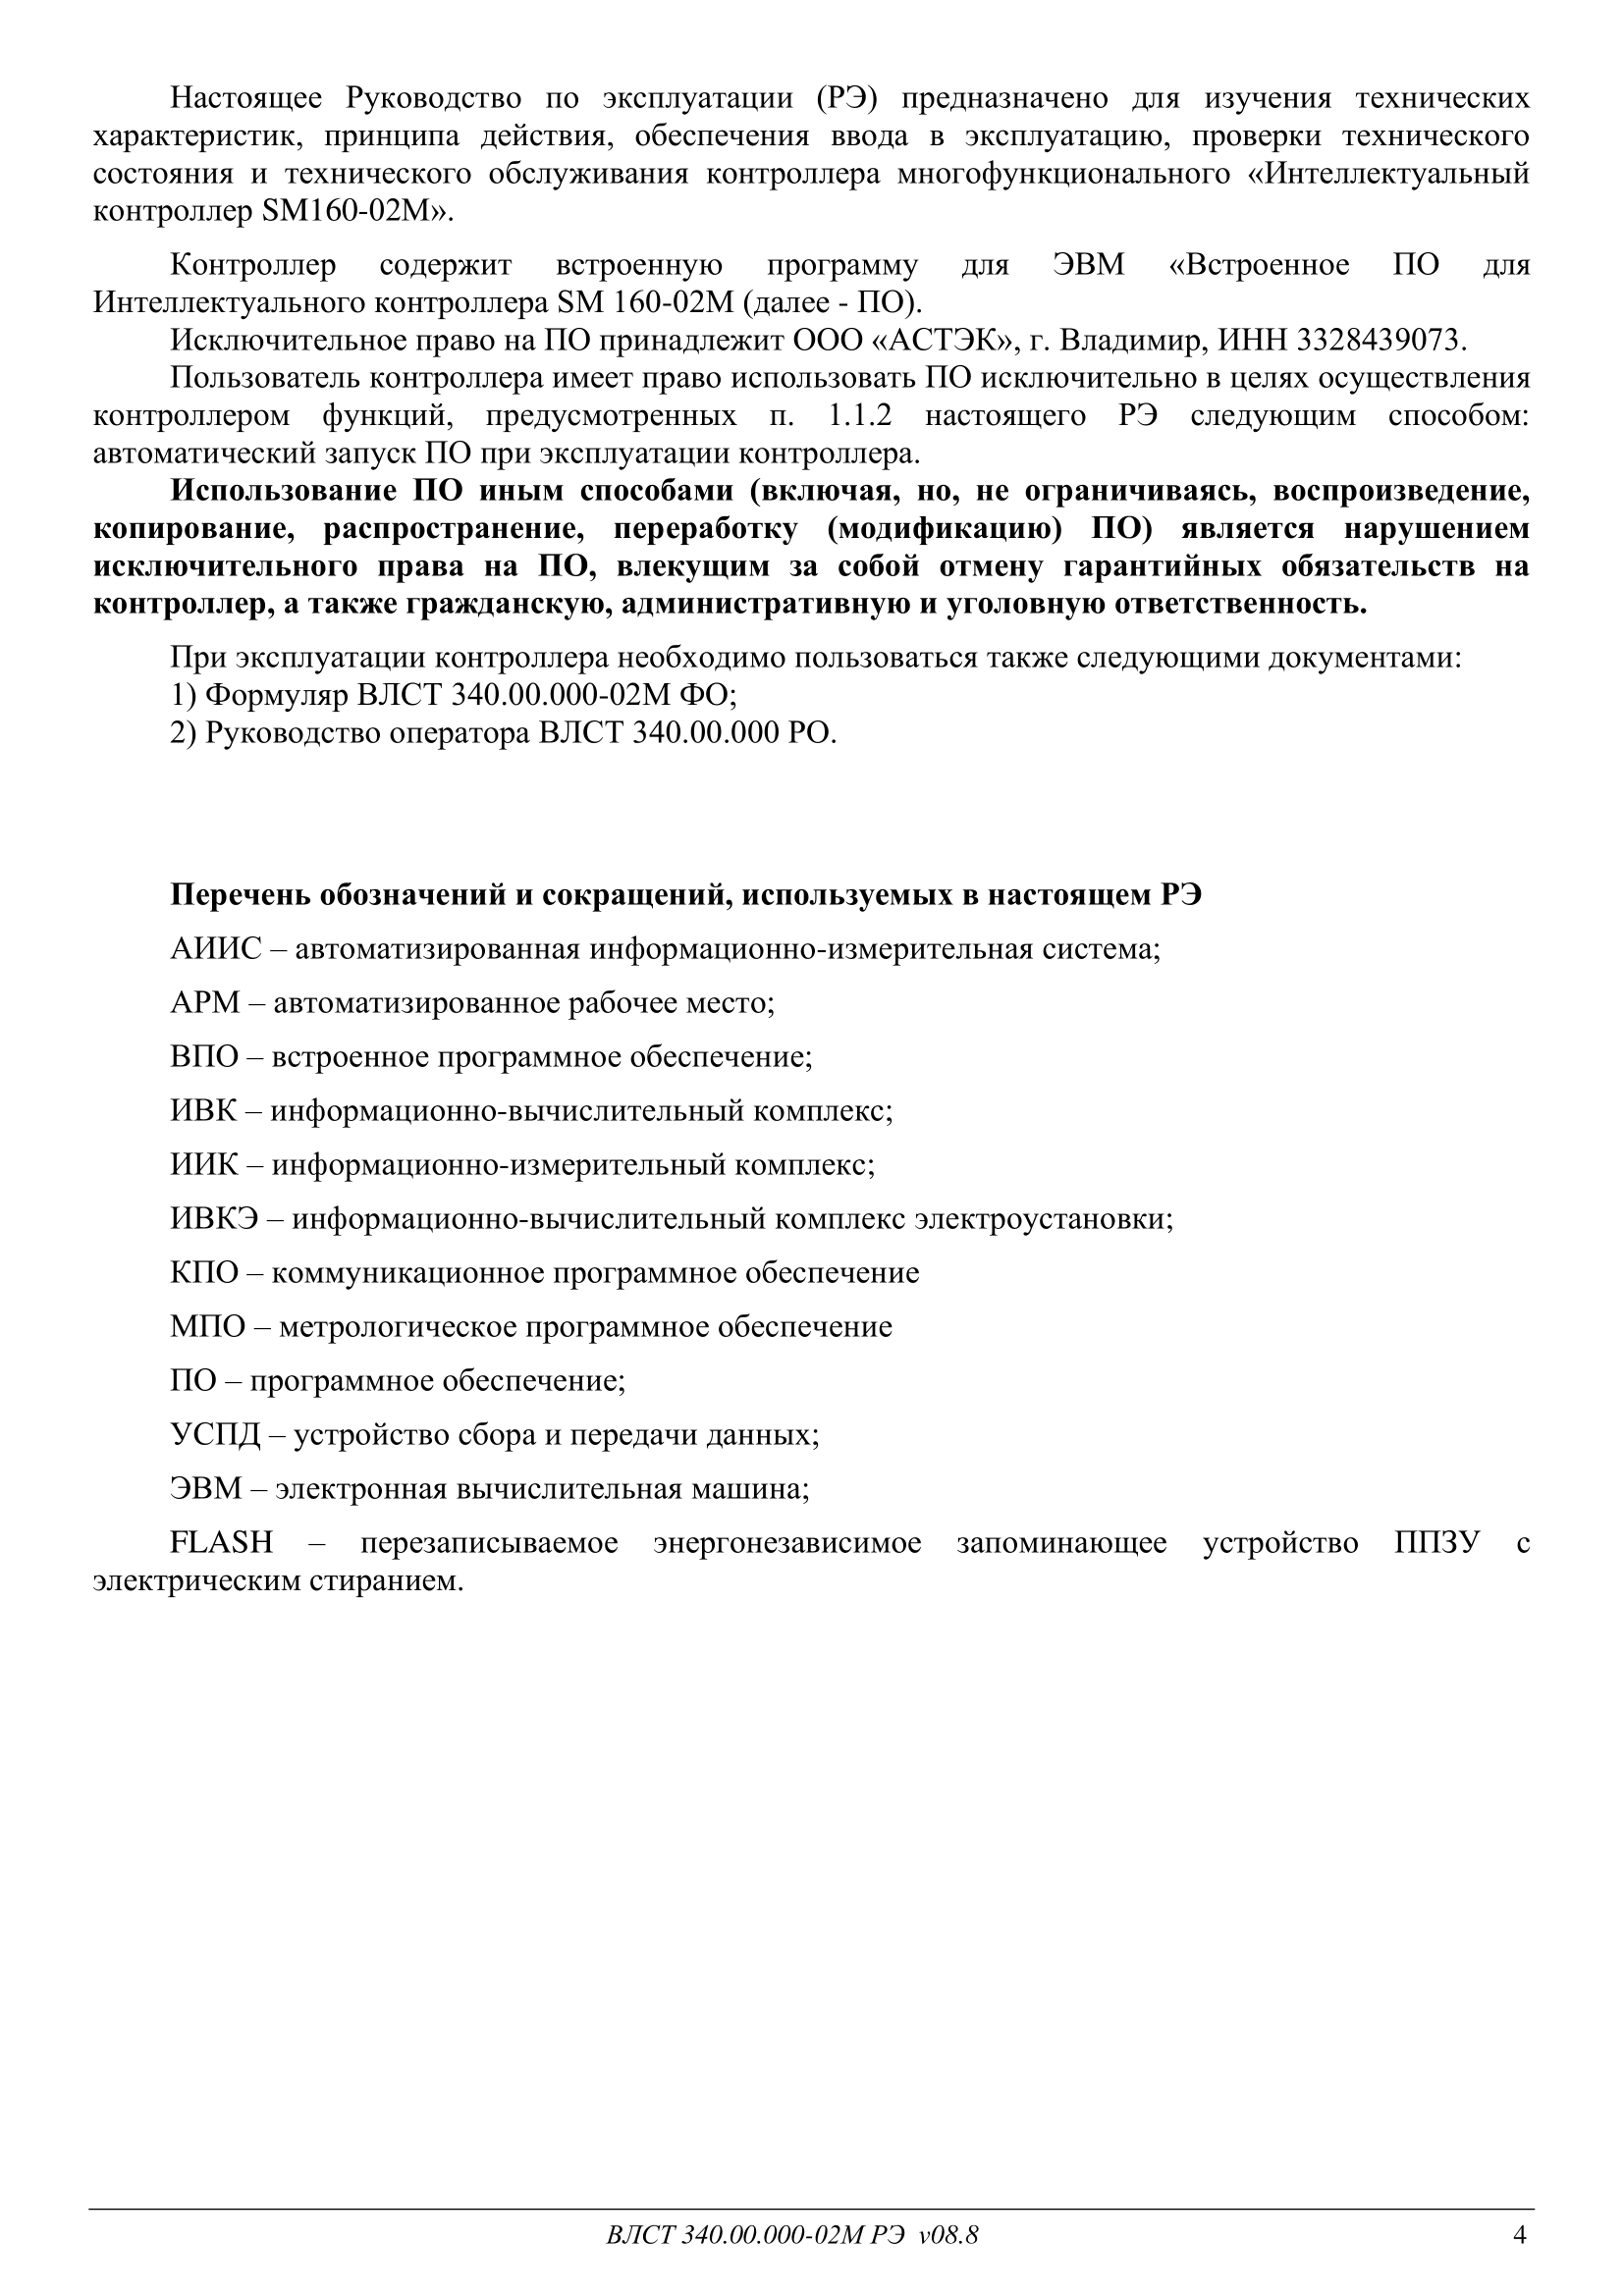 Настоящее Руководство по эксплуатации (РЭ) предназначено для изучения технических
характеристик, принципа действия, обеспечения ввода в эксплуатацию, проверки технического
состояния и технического обслуживания контроллера многофункционального «Интеллектуальный
контроллер SM160-02M».
Контроллер содержит встроенную программу для ЭВМ «Встроенное ПО для
Интеллектуального контроллера SM 160-02M (далее - ПО).
Исключительное право на ПО принадлежит ООО «АСТЭК», г. Владимир, ИНН 3328439073.
Пользователь контроллера имеет право использовать ПО исключительно в целях осуществления
контроллером функций, предусмотренных п. 1.1.2 настоящего РЭ следующим способом:
автоматический запуск ПО при эксплуатации контроллера.
Использование ПО иным способами (включая, но, не ограничиваясь, воспроизведение,
копирование, распространение, переработку (модификацию) ПО) является нарушением
исключительного права на ПО, влекущим за собой отмену гарантийных обязательств на
контроллер, а также гражданскую, административную и уголовную ответственность.
При эксплуатации контроллера необходимо пользоваться также следующими документами:
1) Формуляр ВЛСТ 340.00.000-02М ФО;
2) Руководство оператора ВЛСТ 340.00.000 РО.
Перечень обозначений и сокращений, используемых в настоящем РЭ
АИИС – автоматизированная информационно-измерительная система;
АРМ – автоматизированное рабочее место;
ВПО – встроенное программное обеспечение;
ИВК – информационно-вычислительный комплекс;
ИИК – информационно-измерительный комплекс;
ИВКЭ – информационно-вычислительный комплекс электроустановки;
КПО – коммуникационное программное обеспечение
МПО – метрологическое программное обеспечение
ПО – программное обеспечение;
УСПД – устройство сбора и передачи данных;
ЭВМ – электронная вычислительная машина;
FLASH – перезаписываемое энергонезависимое запоминающее устройство ППЗУ с
электрическим стиранием.
ВЛСТ 340.00.000-02М РЭ v08.8 4